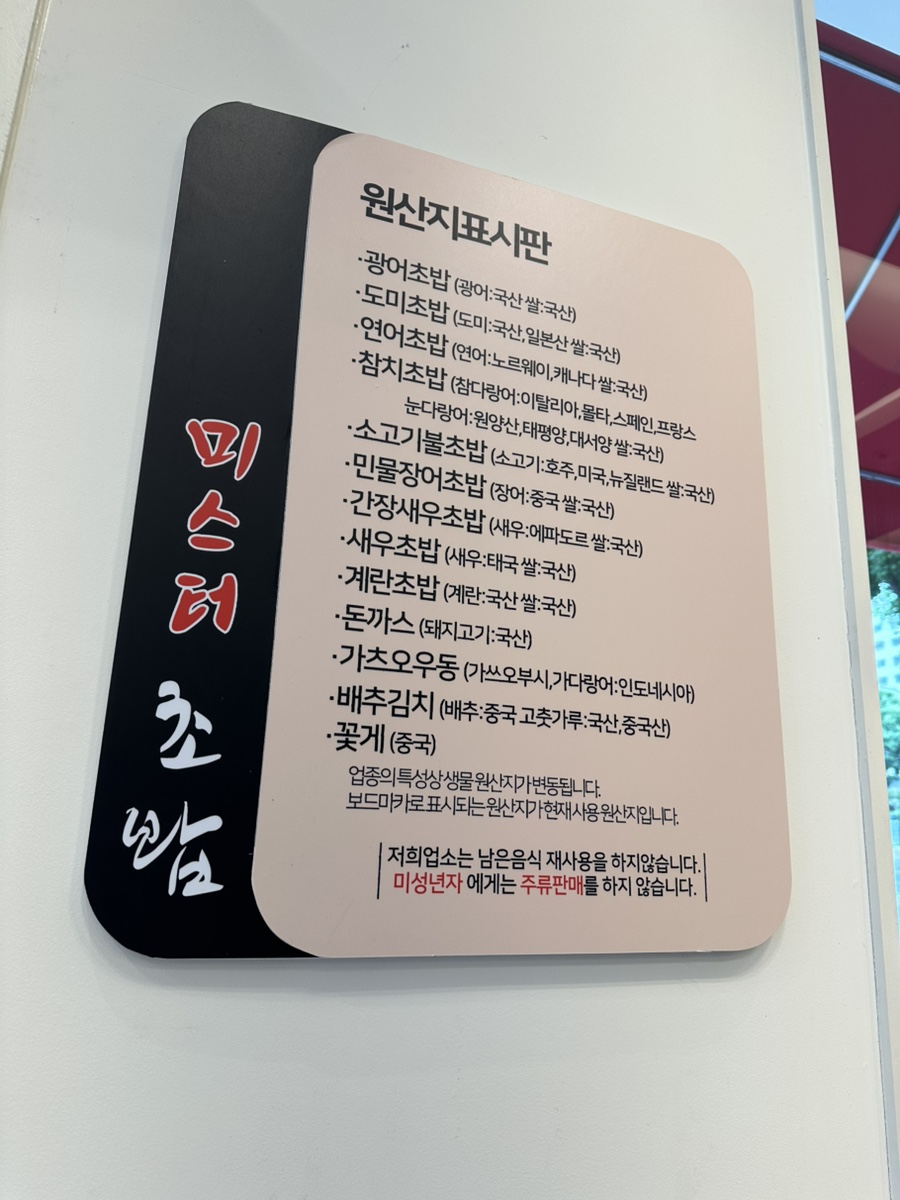 미스터 초밥
원산지표시판
·광어초밥 (광어:국산 쌀:국산)
·도미초밥 (도미:국산,일본산 쌀:국산)
·연어초밥 (연어:노르웨이,캐나다 쌀:국산)
·참치초밥 (참다랑어:이탈리아,몰타,스페인,프랑스
눈다랑어:원양산,태평양,대서양 쌀:국산)
·소고기불초밥 (소고기:호주,미국,뉴질랜드 쌀:국산)
·민물장어초밥 (장어:중국 쌀:국산)
·간장새우초밥 (새우:에콰도르 쌀:국산)
·새우초밥 (새우:태국 쌀:국산)
·계란초밥 (계란:국산 쌀:국산)
·돈까스 (돼지고기:국산)
·가츠오우동 (가쓰오부시,가다랑어:인도네시아)
·배추김치 (배추:중국 고춧가루:국산,중국산)
·꽃게 (중국)
업종의 특성상 생물 원산지가 변동됩니다.
보드마카로 표시되는 원산지가 현재 사용 원산지입니다.
저희업소는 남은음식 재사용을 하지않습니다.
미성년자 에게는 주류판매를 하지 않습니다.